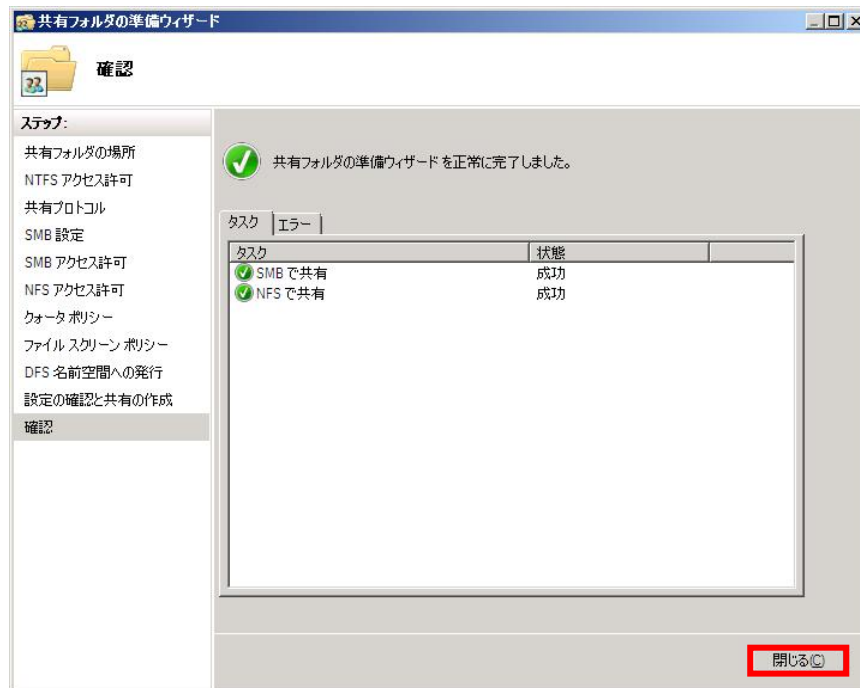 共有フォルダの準備ウィザード
確認
ステップ:
共有フォルダの場所
NTFS アクセス許可
共有プロトコル
SMB 設定
SMB アクセス許可
NFS アクセス許可
クォータ ポリシー
ファイル スクリーン ポリシー
DFS 名前空間への発行
設定の確認と共有の作成
確認
共有フォルダの準備ウィザード を正常に完了しました。
タスク エラー
タスク 状態
SMB で共有 成功
NFS で共有 成功
閉じる(C)